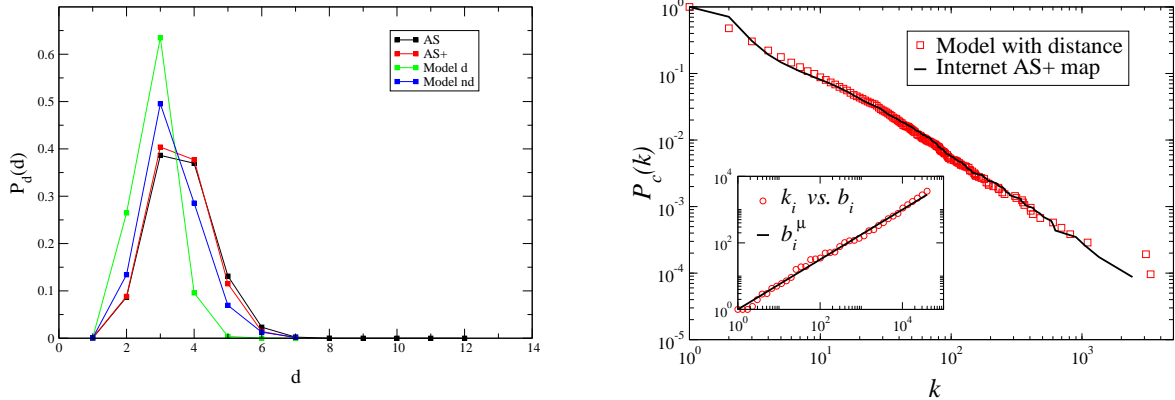 0.6
0.5
0.4
0.3
0.2
0.1
0
P_d(d)
0 2 4 6 8 10 12 14
d
AS
AS+
Model d
Model nd
10^0
10^-1
10^-2
10^-3
10^-4
10^-5
P_c(k)
10^0 10^1 10^2 10^3
k
Model with distance
Internet AS+ map
10^4
10^2
10^0
10^0 10^2 10^4
k_i vs. b_i
b_i^μ